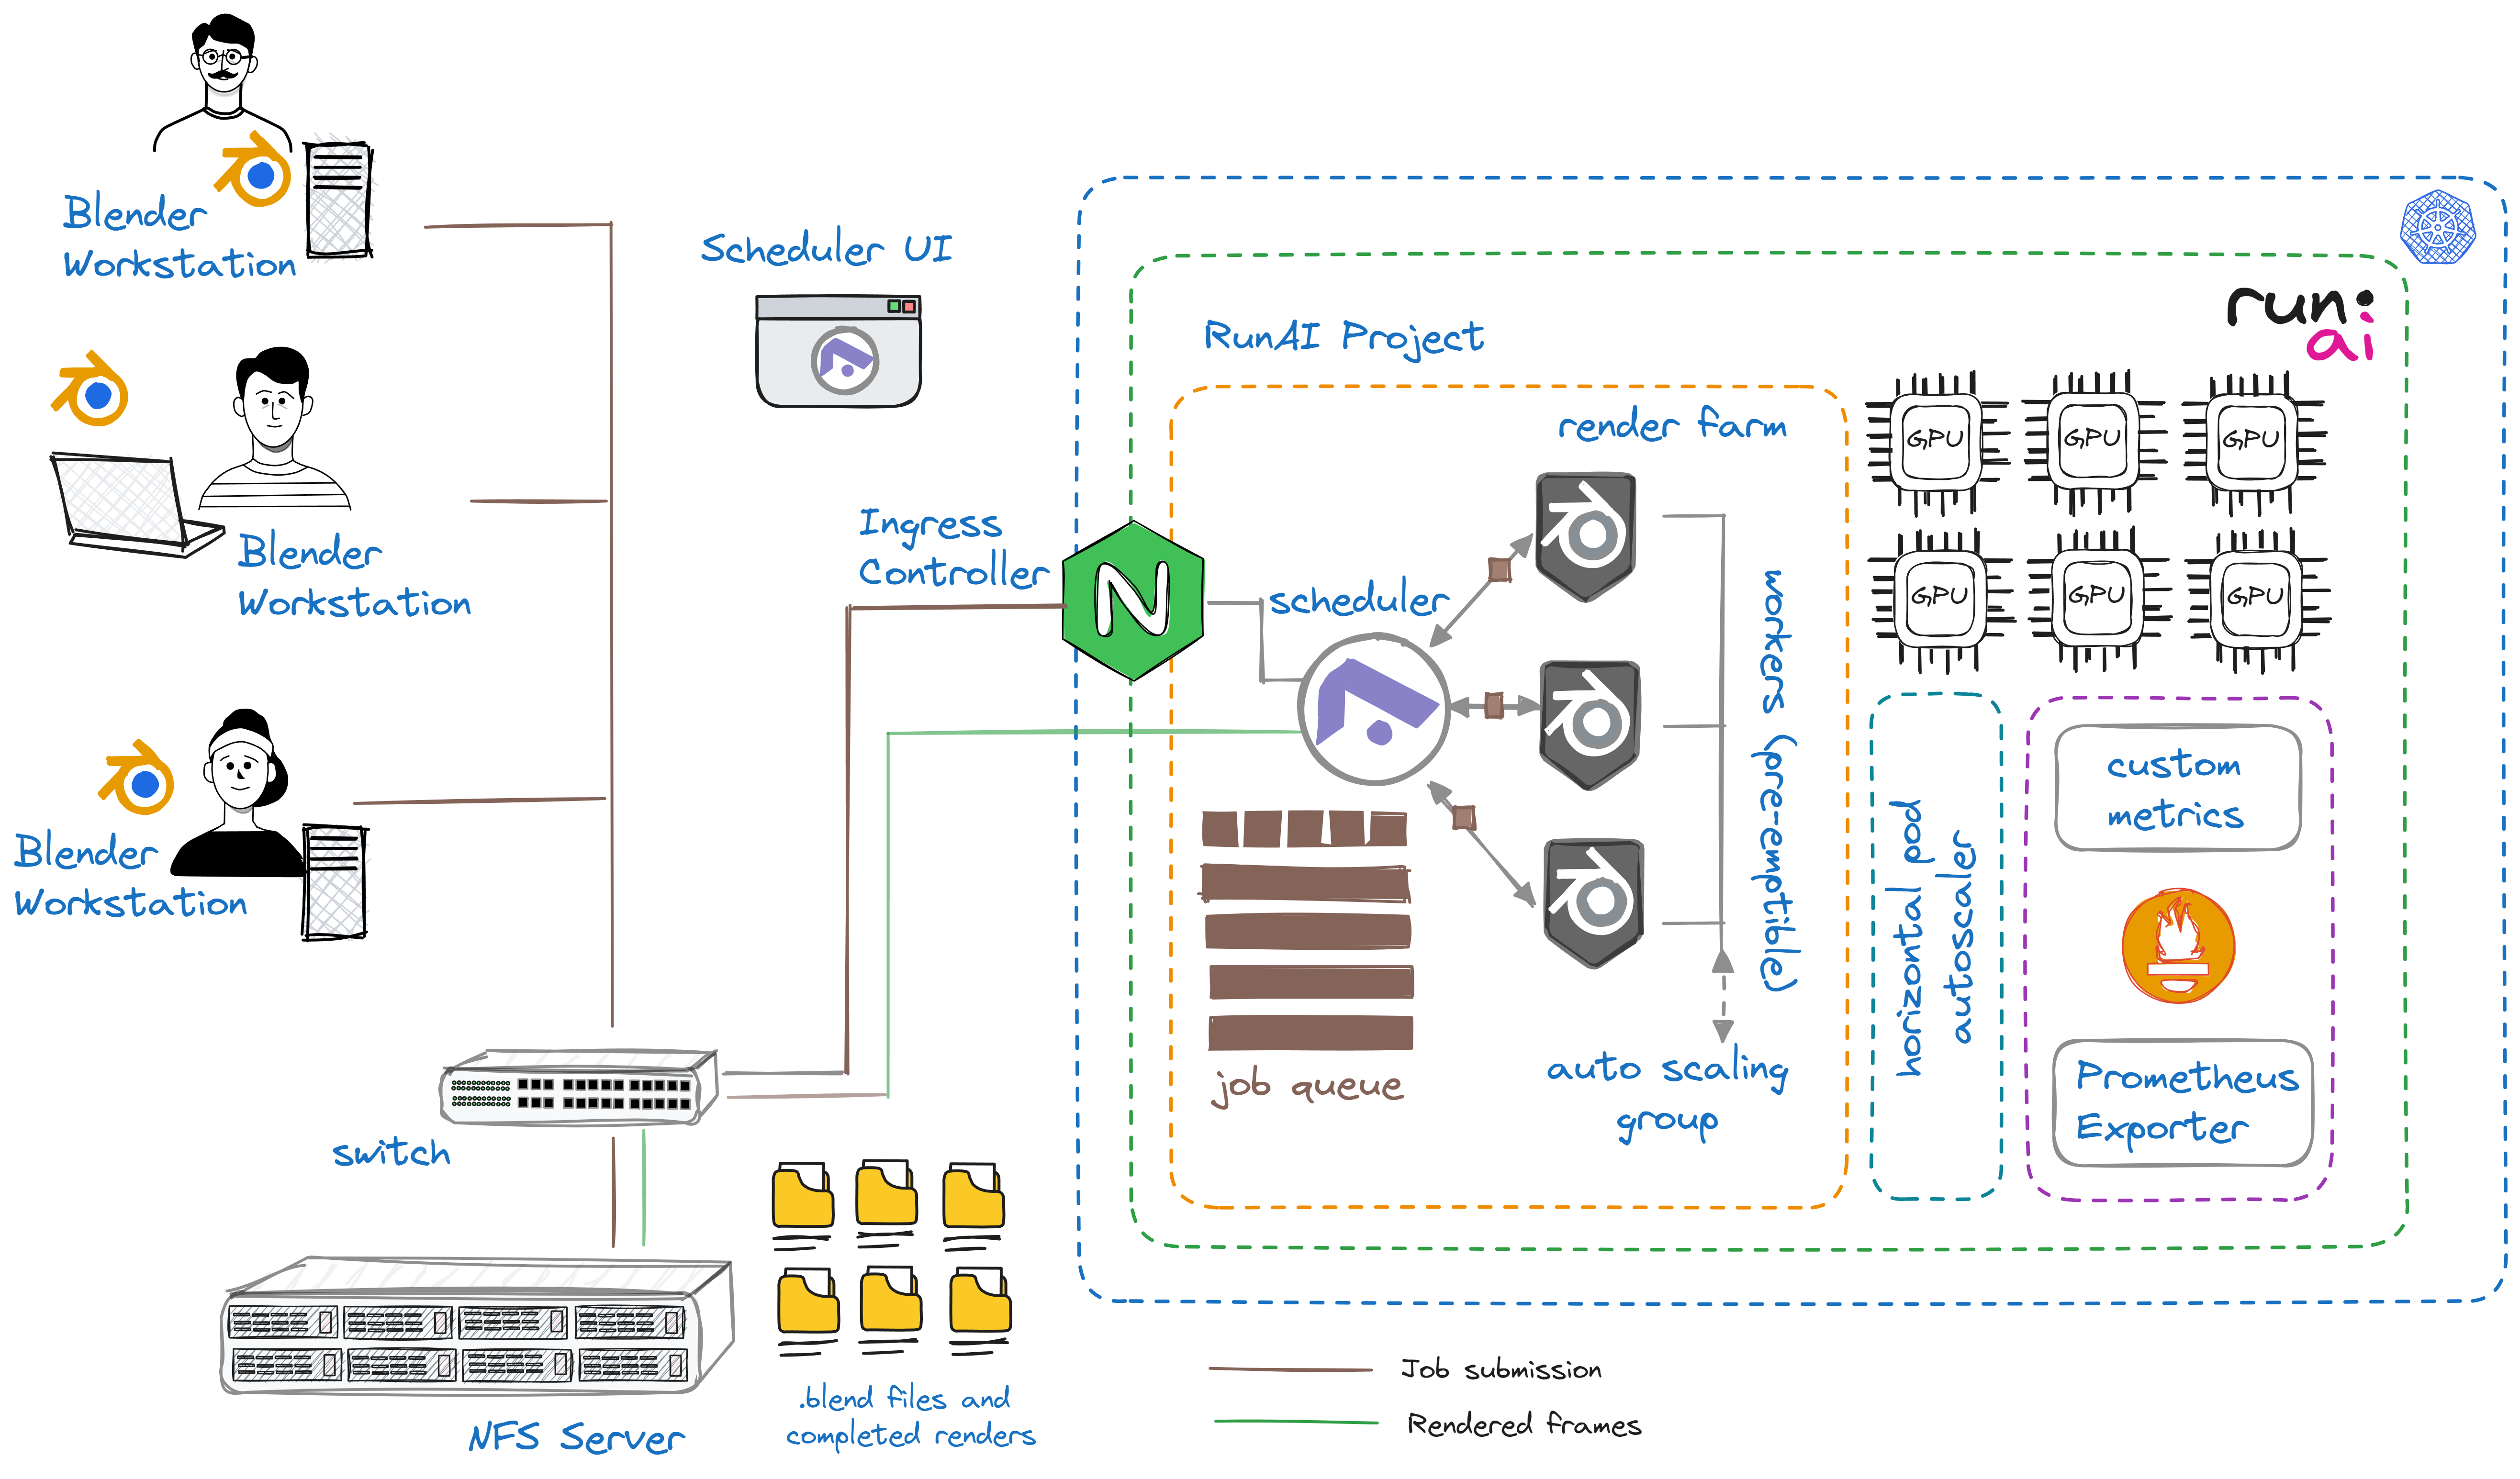 Blender
Workstation
Blender
Workstation
Blender
Workstation
Scheduler UI
Ingress
Controller
switch
NFS Server
.blend files and
completed renders
RunAI Project
run:
ai
render farm
scheduler
workers (pre-emptible)
job queue
auto scaling
group
GPU
GPU
GPU
GPU
GPU
GPU
horizontal pod
autoscaler
custom
metrics
Prometheus
Exporter
Job submission
Rendered frames
N